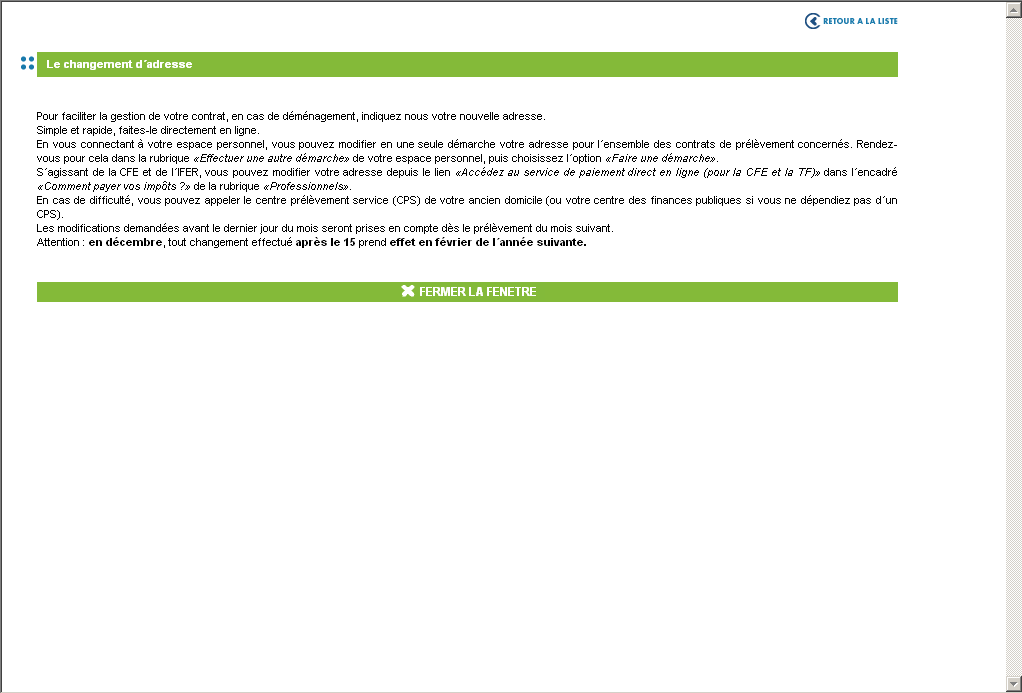 RETOUR A LA LISTE
Le changement d´adresse
Pour faciliter la gestion de votre contrat, en cas de déménagement, indiquez nous votre nouvelle adresse.
Simple et rapide, faites-le directement en ligne.
En vous connectant à votre espace personnel, vous pouvez modifier en une seule démarche votre adresse pour l´ensemble des contrats de prélèvement concernés. Rendez-
vous pour cela dans la rubrique «Effectuer une autre démarche» de votre espace personnel, puis choisissez l´option «Faire une démarche».
S´agissant de la CFE et de l´IFER, vous pouvez modifier votre adresse depuis le lien «Accédez au service de paiement direct en ligne (pour la CFE et la TF)» dans l´encadré
«Comment payer vos impôts ?» de la rubrique «Professionnels».
En cas de difficulté, vous pouvez appeler le centre prélèvement service (CPS) de votre ancien domicile (ou votre centre des finances publiques si vous ne dépendiez pas d´un
CPS).
Les modifications demandées avant le dernier jour du mois seront prises en compte dès le prélèvement du mois suivant.
Attention : en décembre, tout changement effectué après le 15 prend effet en février de l´année suivante.
FERMER LA FENETRE